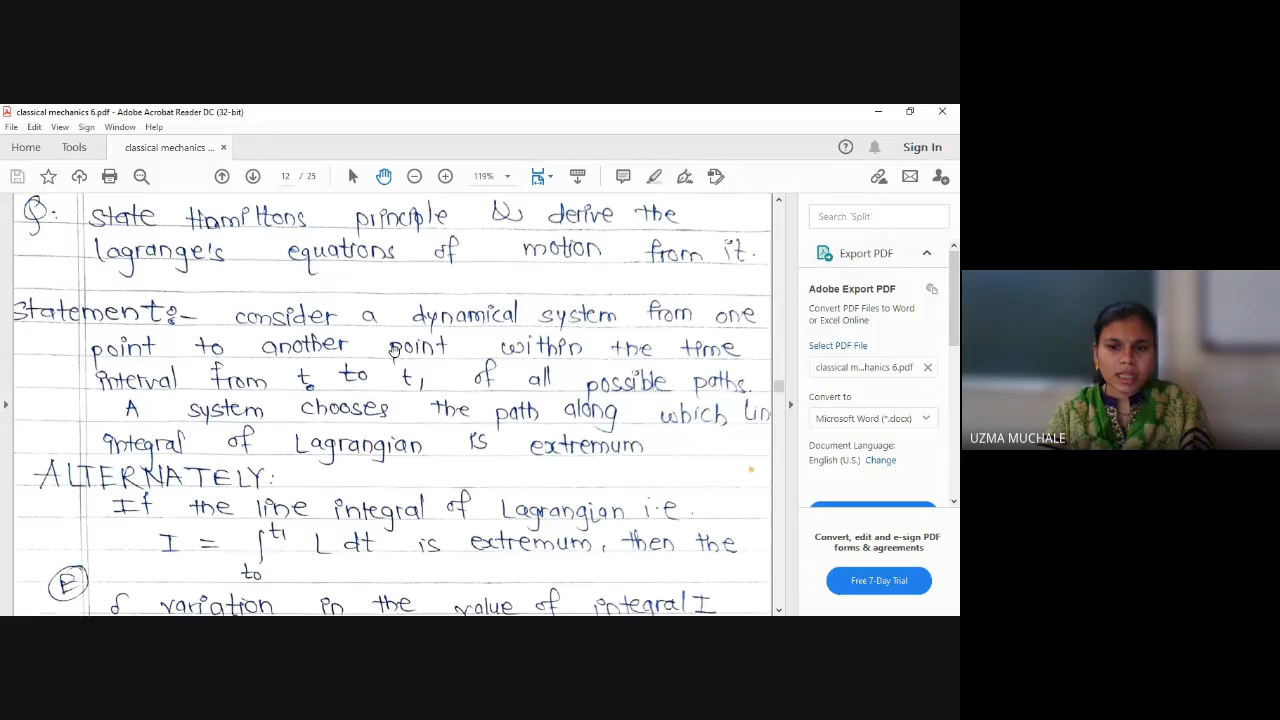 classical mechanics 6.pdf - Adobe Acrobat Reader DC (32-bit)
File Edit View Sign Window Help
Home Tools classical mechanics ... × Sign In
12 / 25 119%
Q: State Hamiltons principle & derive the
lagrange's equations of motion from it.
Statement:- consider a dynamical system from one
point to another point within the time
interval from t₀ to t₁ of all possible paths.
A system chooses the path along which lin
integral of Lagrangian is extremum
ALTERNATELY:
If the line integral of Lagrangian i.e.
I = ∫ₜ₀ᵗ¹ L dt is extremum, then the
E
δ variation in the value of integral I
Search 'Split'
Export PDF
Adobe Export PDF
Convert PDF Files to Word
or Excel Online
Select PDF File
classical m...hanics 6.pdf ×
Convert to
Microsoft Word (*.docx)
Document Language:
English (U.S.) Change
Convert, edit and e-sign PDF
forms & agreements
Free 7-Day Trial
UZMA MUCHALE